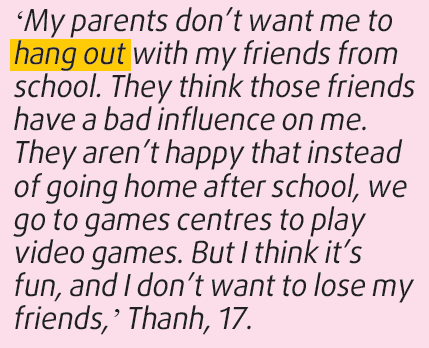 ‘My parents don’t want me to
hang out with my friends from
school. They think those friends
have a bad influence on me.
They aren’t happy that instead
of going home after school, we
go to games centres to play
video games. But I think it’s
fun, and I don’t want to lose my
friends,’ Thanh, 17.